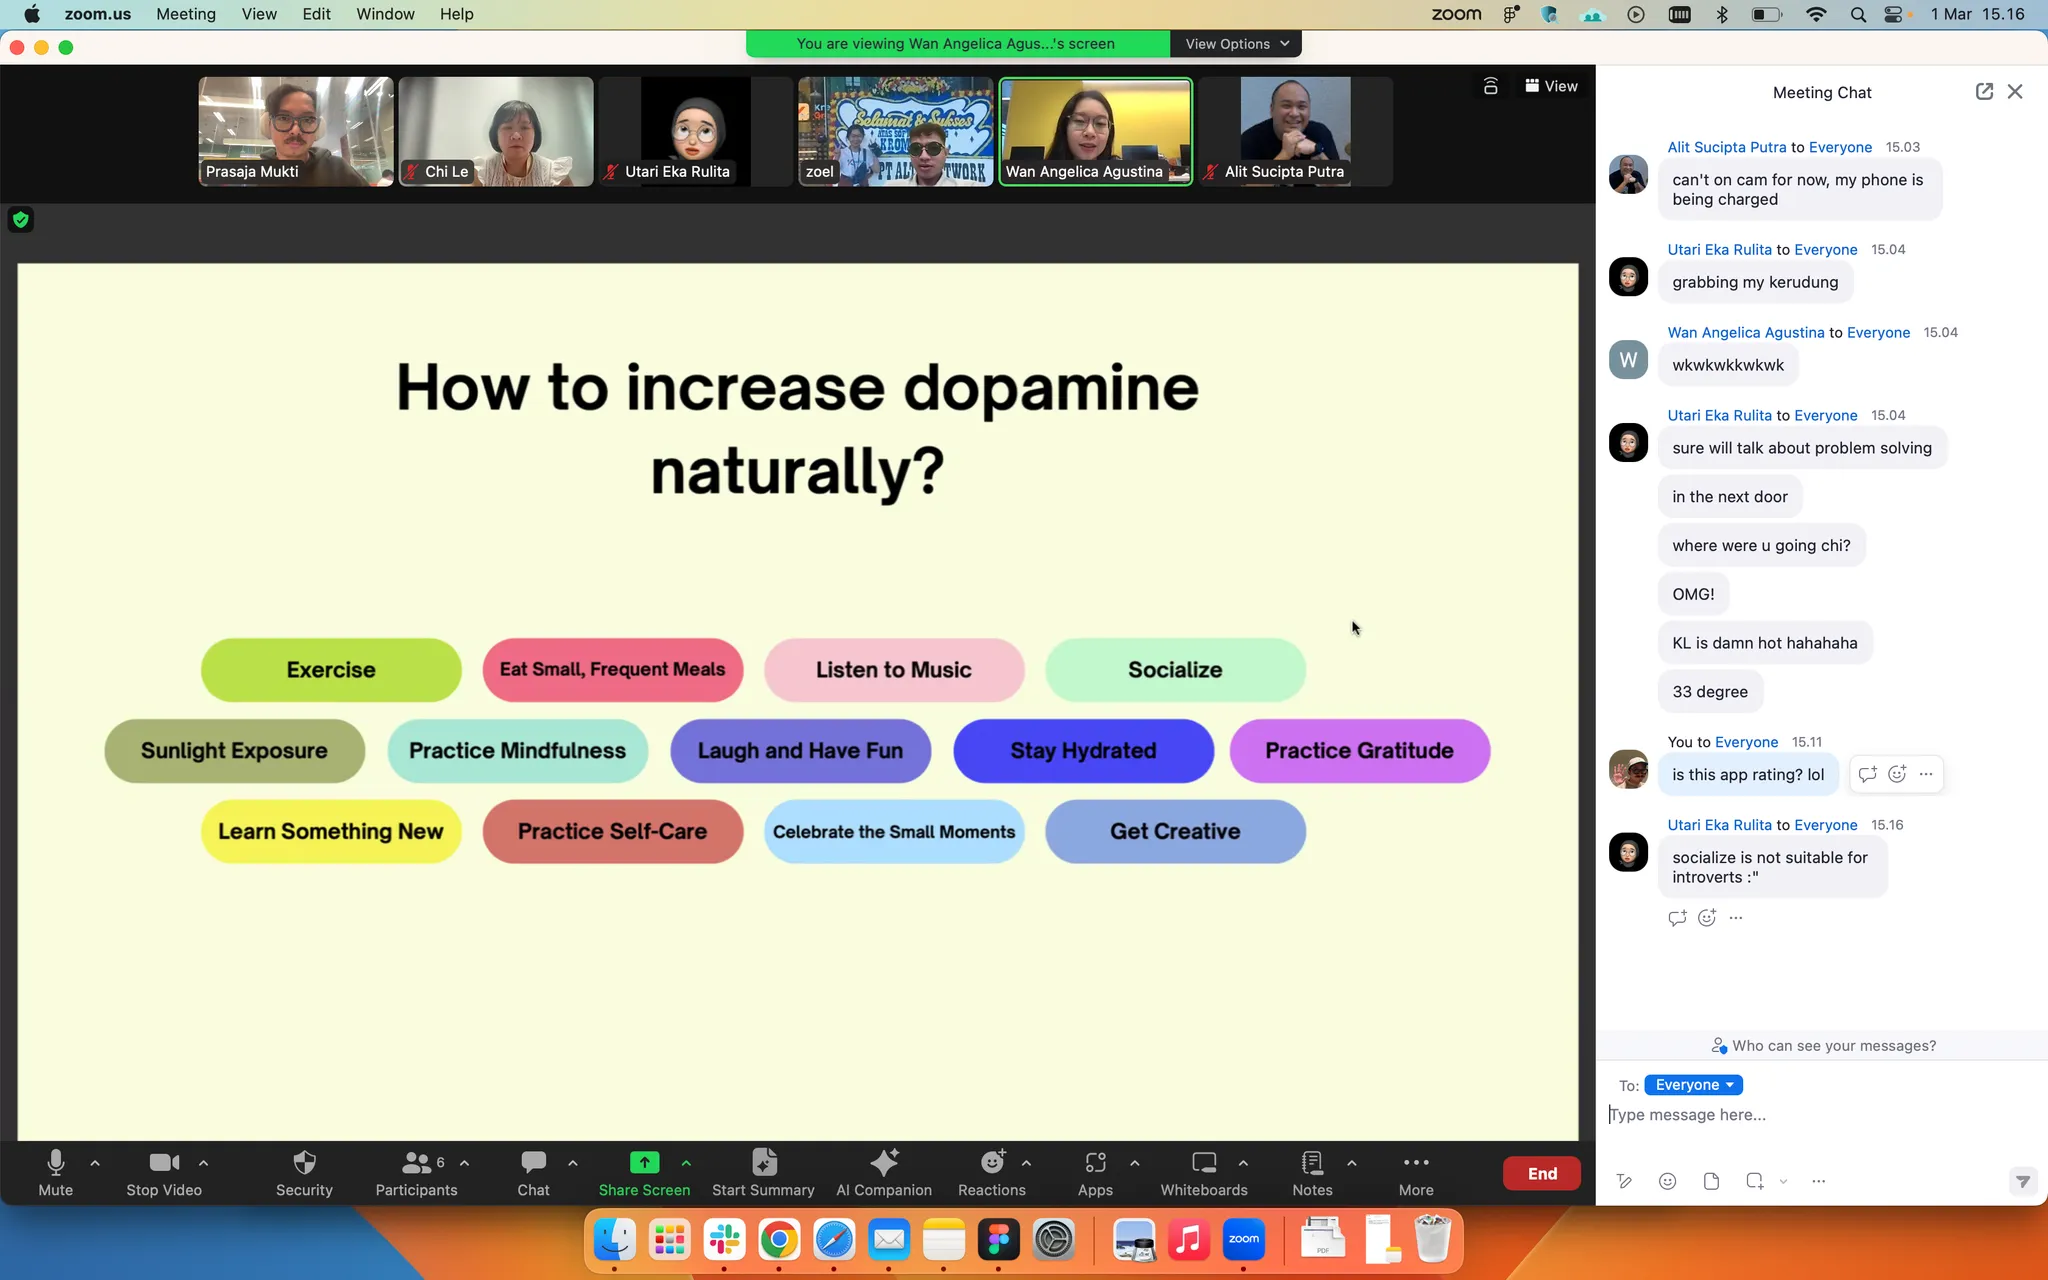 zoom.us Meeting View Edit Window Help
zoom
1 Mar 15.16
You are viewing Wan Angelica Agus...'s screen
View Options
View
Selamat & Sukses
Prasaja Mukti
Chi Le
Utari Eka Rulita
zoel
Wan Angelica Agustina
Alit Sucipta Putra
How to increase dopamine
naturally?
Exercise
Eat Small, Frequent Meals
Listen to Music
Socialize
Sunlight Exposure
Practice Mindfulness
Laugh and Have Fun
Stay Hydrated
Practice Gratitude
Learn Something New
Practice Self-Care
Celebrate the Small Moments
Get Creative
Mute
Stop Video
Security
6
Participants
Chat
Share Screen
Start Summary
AI Companion
Reactions
Apps
Whiteboards
Notes
More
End
Meeting Chat
Alit Sucipta Putra to Everyone 15.03
can't on cam for now, my phone is
being charged
Utari Eka Rulita to Everyone 15.04
grabbing my kerudung
Wan Angelica Agustina to Everyone 15.04
W
wkwkwkkwkwk
Utari Eka Rulita to Everyone 15.04
sure will talk about problem solving
in the next door
where were u going chi?
OMG!
KL is damn hot hahahaha
33 degree
You to Everyone 15.11
is this app rating? lol
Utari Eka Rulita to Everyone 15.16
socialize is not suitable for
introverts :"
Who can see your messages?
To: Everyone
Type message here...
zoom
PDF